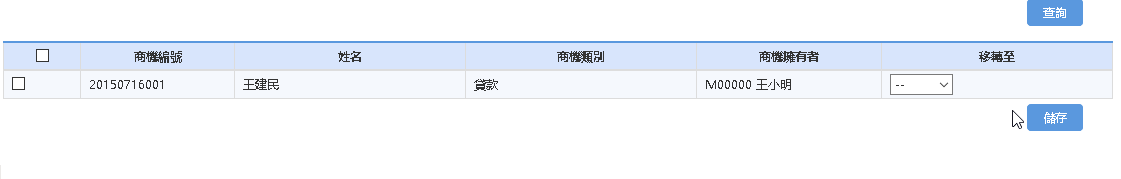 查詢
商機編號 姓名 商機類別 商機擁有者 移轉至
20150716001 王建民 貸款 M00000 王小明 --
儲存